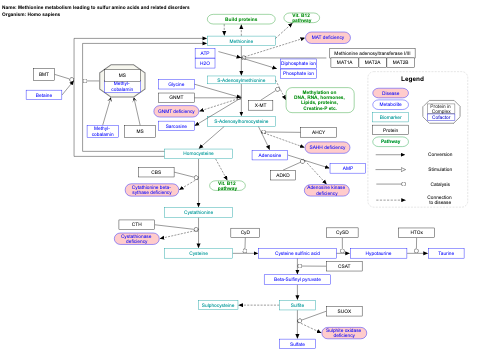 Name: Methionine metabolism leading to sulfur amino acids and related disorders
Organism: Homo sapiens
Build proteins
Vit. B12
pathway
Methionine
MAT deficiency
ATP
H2O
Diphosphate ion
Phosphate ion
Methionine adenosyltransferase I/II/III
MAT1A
MAT2A
MAT2B
BMT
Betaine
MS
Methyl-
cobalamin
Methyl-
cobalamin
MS
S-Adenosylmethionine
Glycine
GNMT
GNMT deficiency
Sarcosine
X-MT
Methylation on
DNA, RNA, hormones,
Lipids, proteins,
Creatine-P etc.
S-Adenosylhomocysteine
AHCY
SAHH deficiency
Homocysteine
Adenosine
AMP
ADK0
Adenosine kinase
deficiency
CBS
Cytathionine beta-
sythase deficiency
Vit. B12
pathway
Cystathionine
CTH
Cystathionase
deficiency
Cysteine
CyD
Cysteine sulfinic acid
CySD
Hypotaurine
HTOx
Taurine
CSAT
Beta-Sulfinyl pyruvate
Sulphocysteine
Sulfite
SUOX
Sulphite oxidase
deficiency
Sulfate
Legend
Disease
Metabolite
Biomarker
Protein
Pathway
Protein in
Complex
Cofactor
Conversion
Stimulation
Catalysis
Connection
to disease